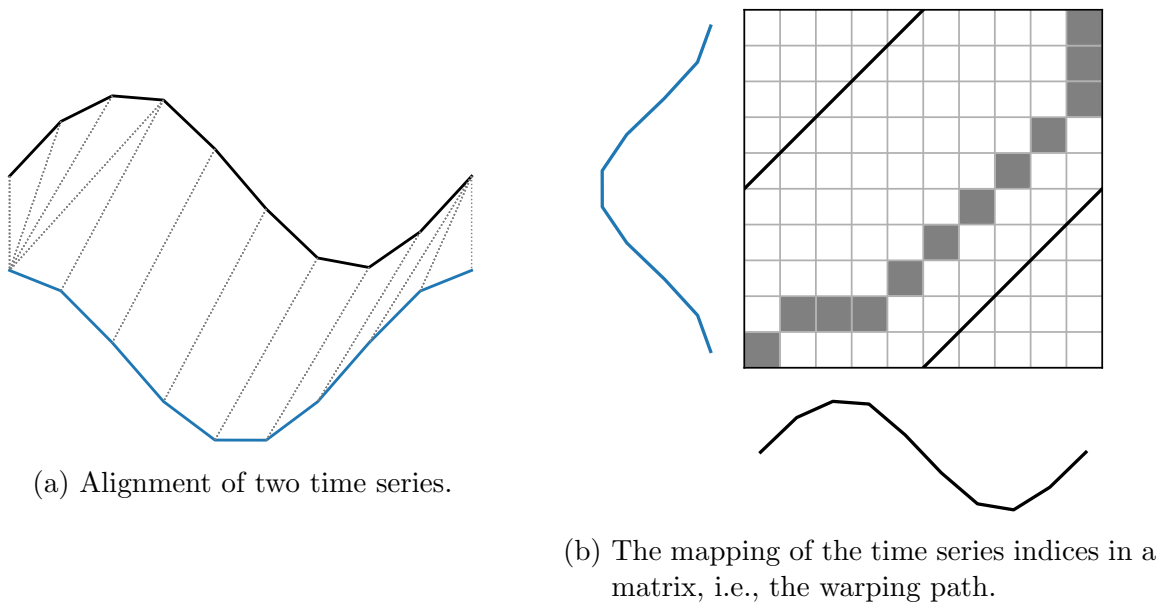 (a) Alignment of two time series.
(b) The mapping of the time series indices in a
matrix, i.e., the warping path.